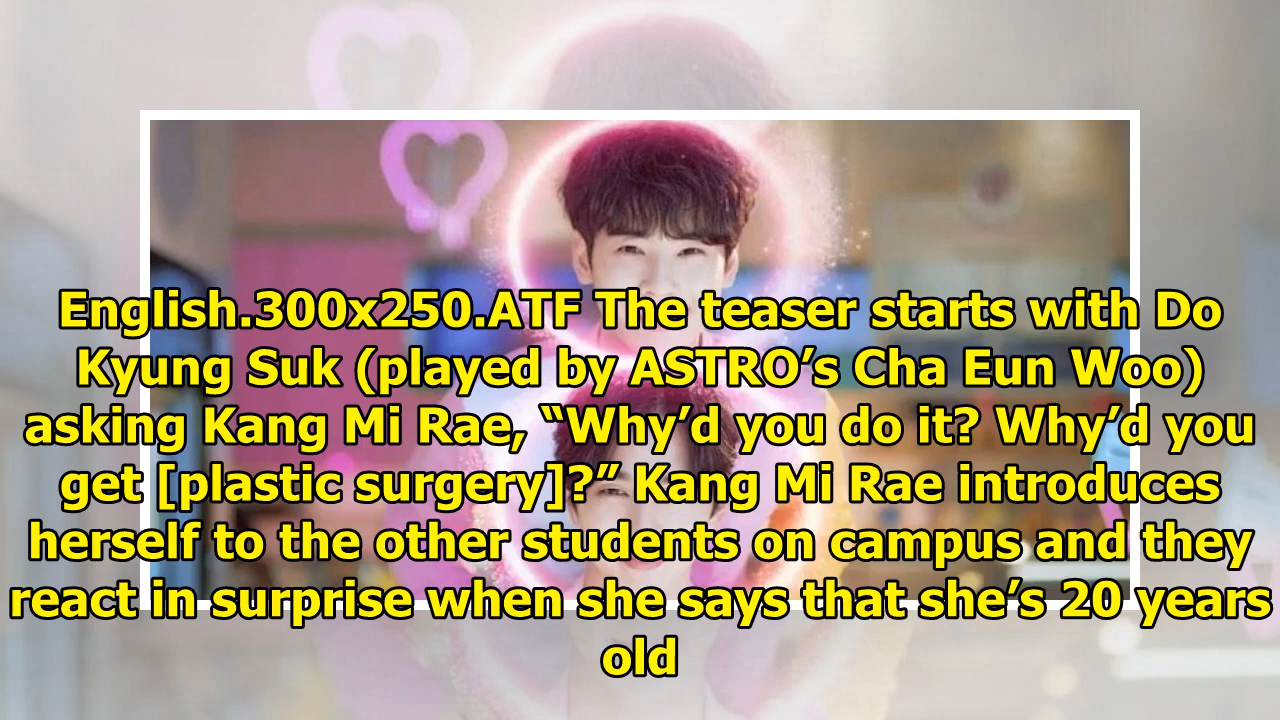 English.300x250.ATF The teaser starts with Do
Kyung Suk (played by ASTRO’s Cha Eun Woo)
asking Kang Mi Rae, “Why’d you do it? Why’d you
get [plastic surgery]?” Kang Mi Rae introduces
herself to the other students on campus and they
react in surprise when she says that she’s 20 years
old